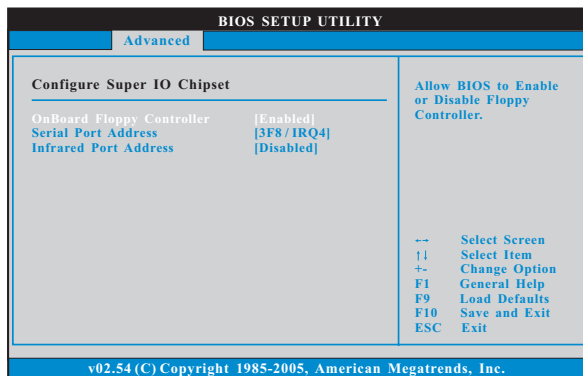 BIOS SETUP UTILITY
Advanced
Configure Super IO Chipset
OnBoard Floppy Controller [Enabled]
Serial Port Address [3F8 / IRQ4]
Infrared Port Address [Disabled]
Allow BIOS to Enable
or Disable Floppy
Controller.
←→ Select Screen
↑↓ Select Item
+- Change Option
F1 General Help
F9 Load Defaults
F10 Save and Exit
ESC Exit
v02.54 (C) Copyright 1985-2005, American Megatrends, Inc.